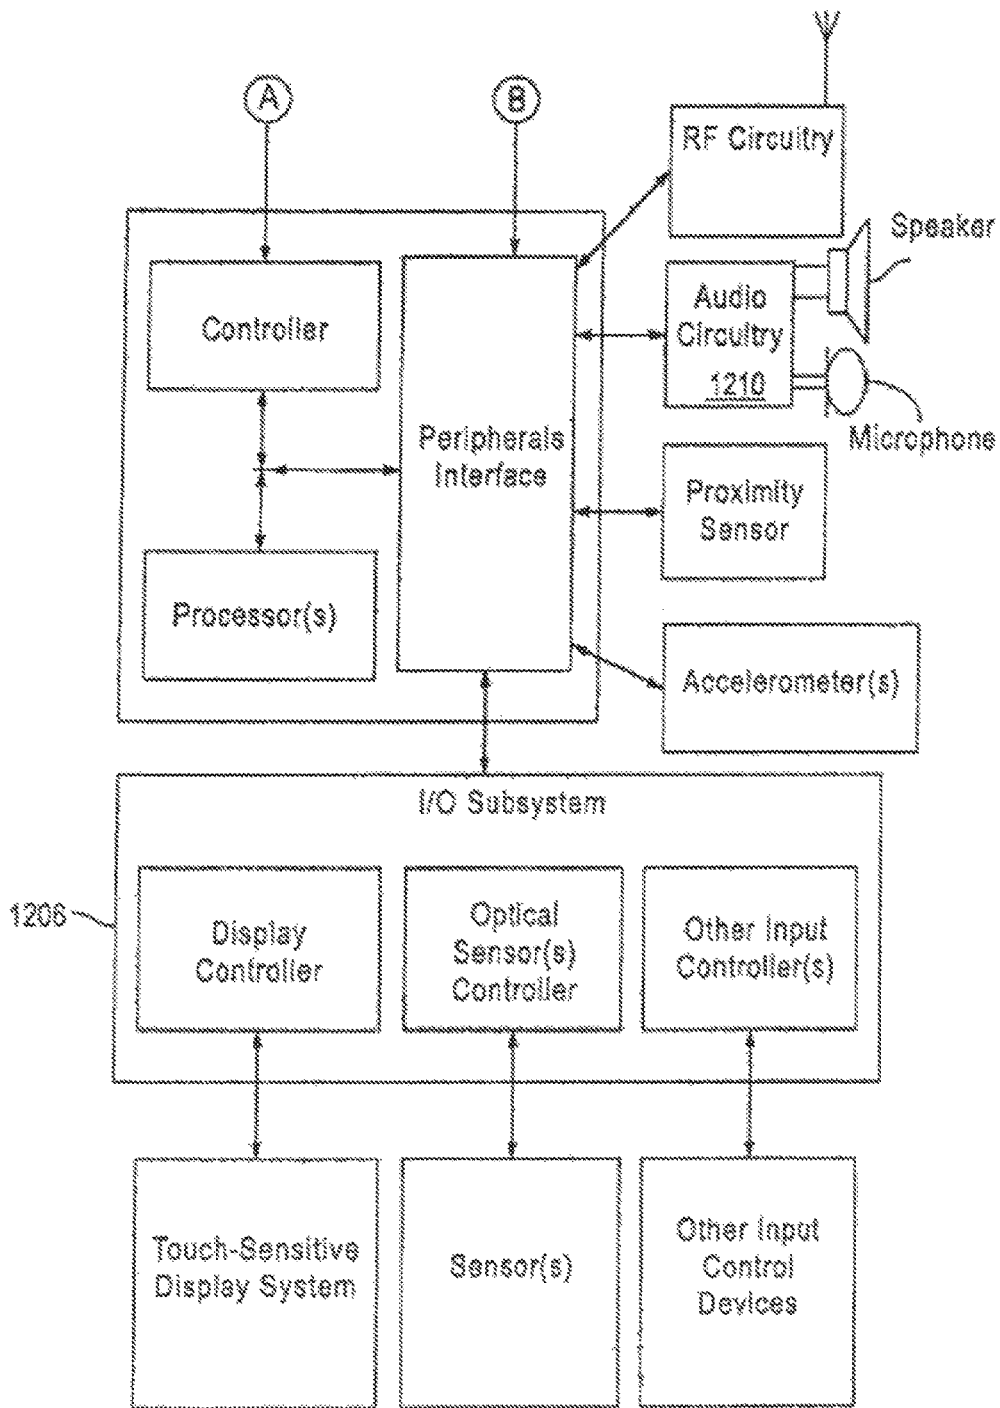 A
B
RF Circuitry
Speaker
Controller
Audio
Circuitry
1210
Peripherals
Interface
Microphone
Proximity
Sensor
Processor(s)
Accelerometer(s)
I/O Subsystem
1206
Display
Controller
Optical
Sensor(s)
Controller
Other Input
Controller(s)
Touch-Sensitive
Display System
Sensor(s)
Other Input
Control
Devices